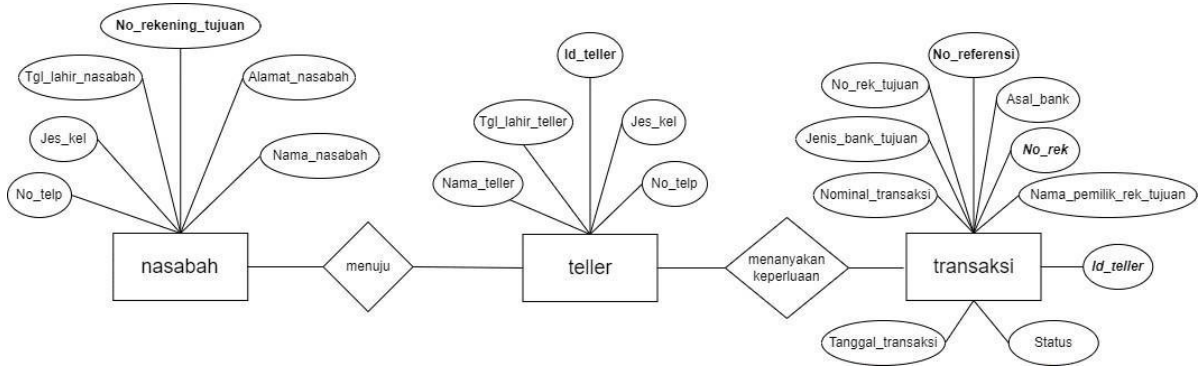 No_rekening_tujuan
Tgl_lahir_nasabah
Alamat_nasabah
Jes_kel
Nama_nasabah
No_telp
nasabah
menuju
Id_teller
Tgl_lahir_teller
Jes_kel
Nama_teller
No_telp
teller
menanyakan
keperluaan
No_referensi
No_rek_tujuan
Asal_bank
Jenis_bank_tujuan
No_rek
Nominal_transaksi
Nama_pemilik_rek_tujuan
transaksi
Id_teller
Tanggal_transaksi
Status